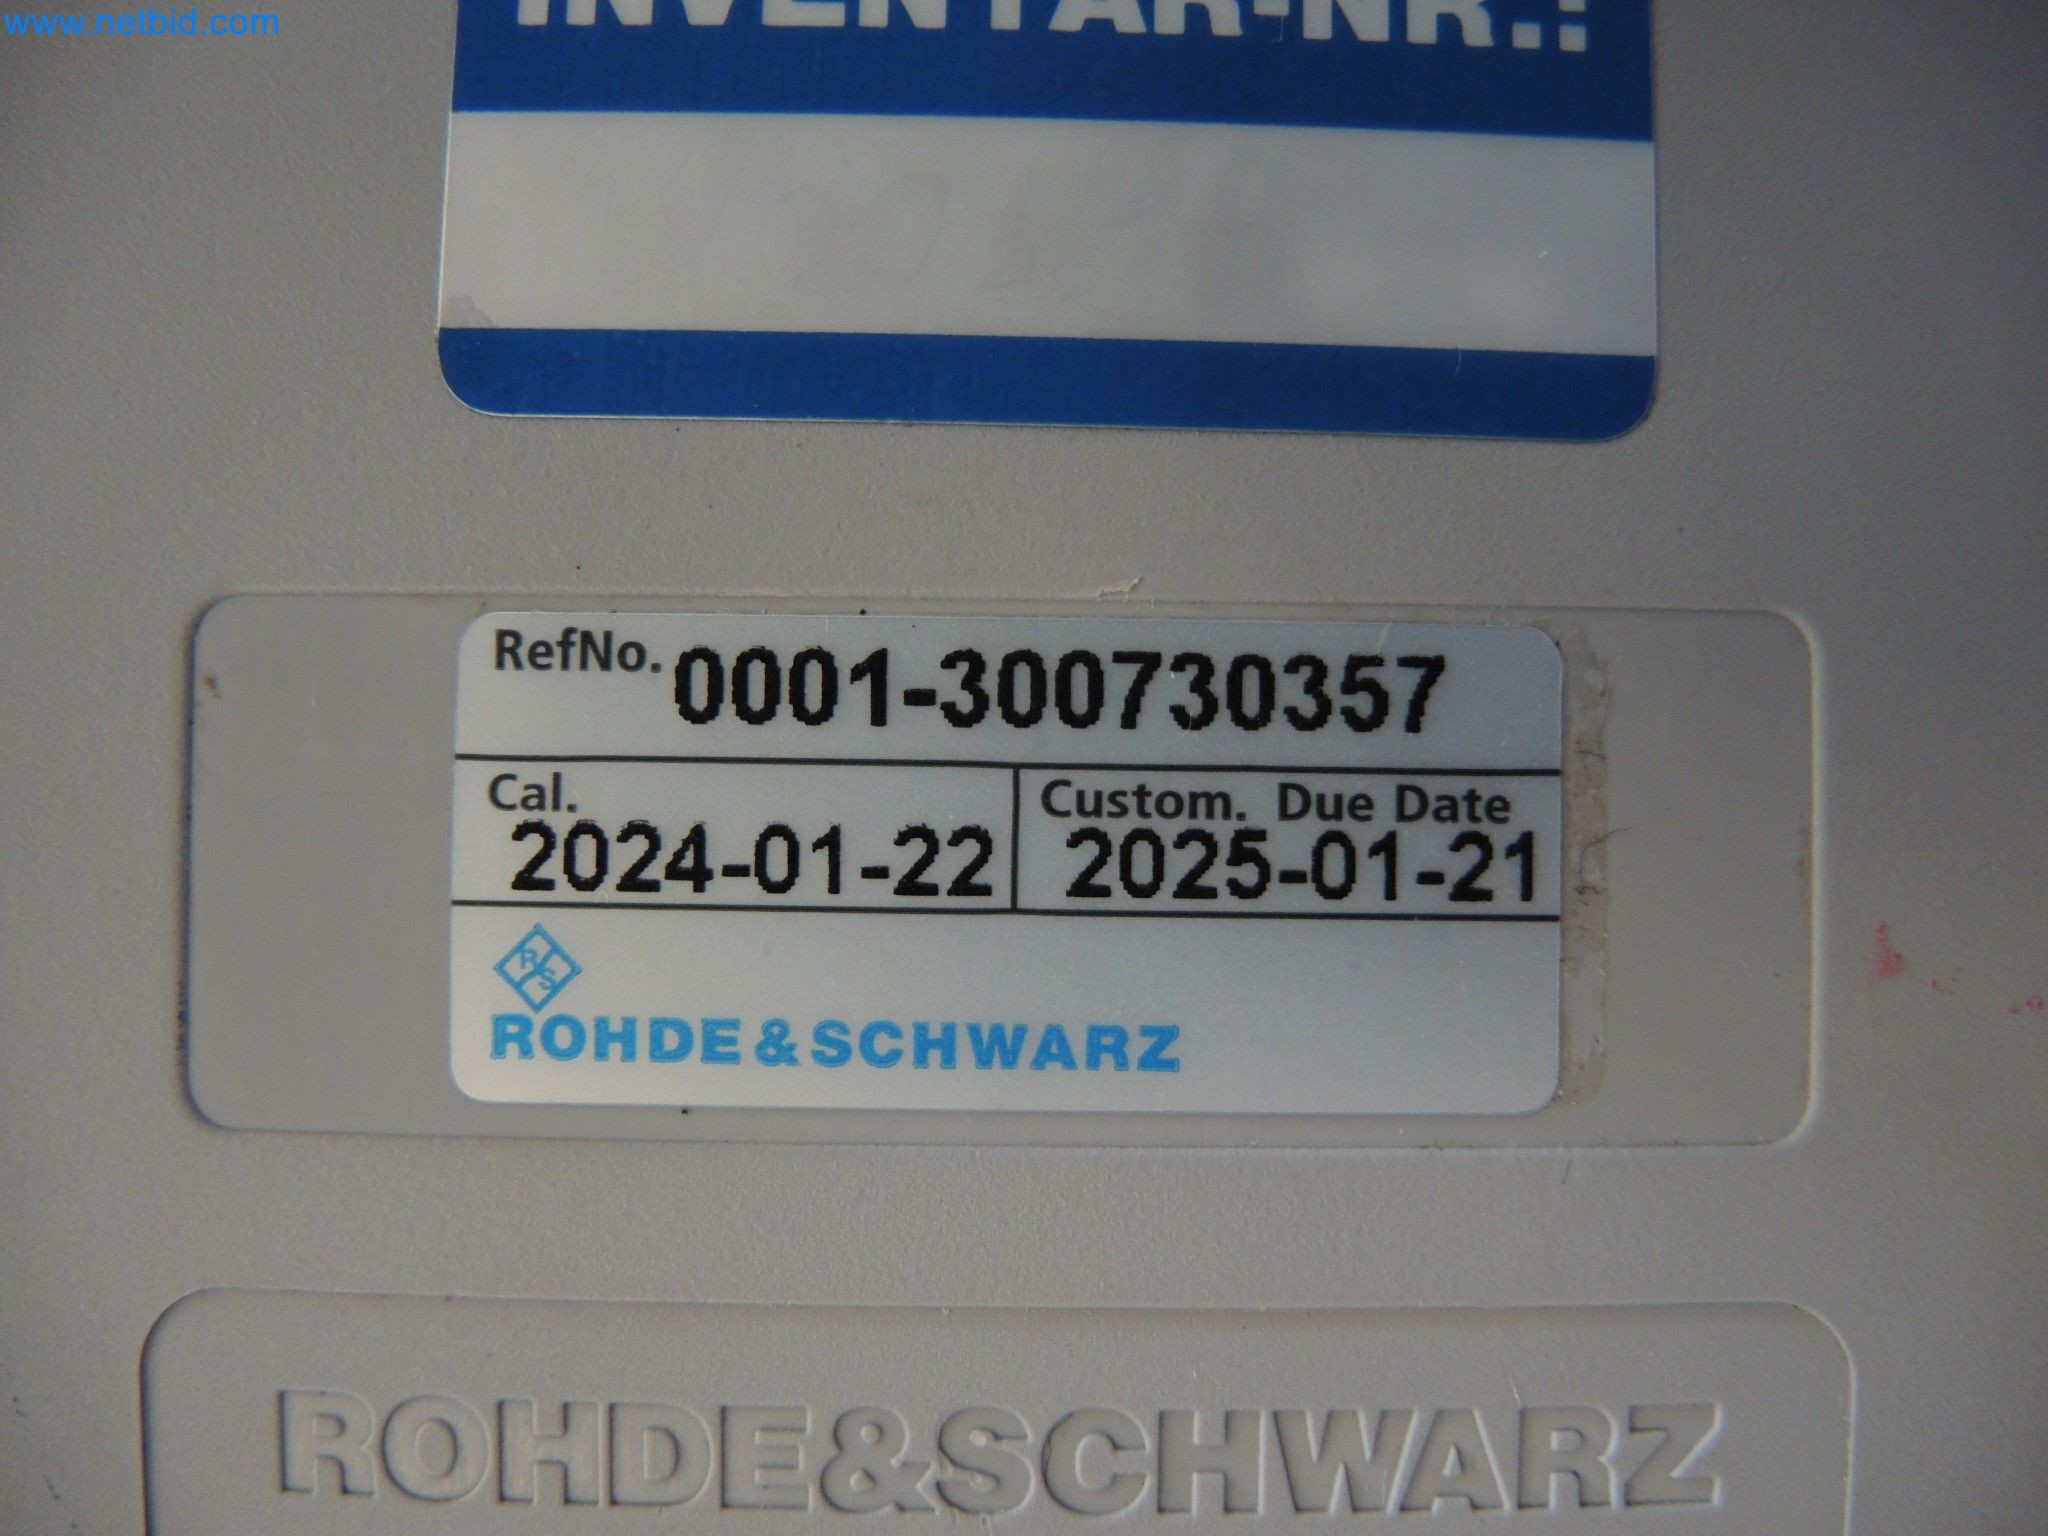 www.netbid.com
INVENTAR-NR.:
RefNo. 0001-300730357
Cal. Custom. Due Date
2024-01-22 2025-01-21
RS
ROHDE&SCHWARZ
ROHDE&SCHWARZ